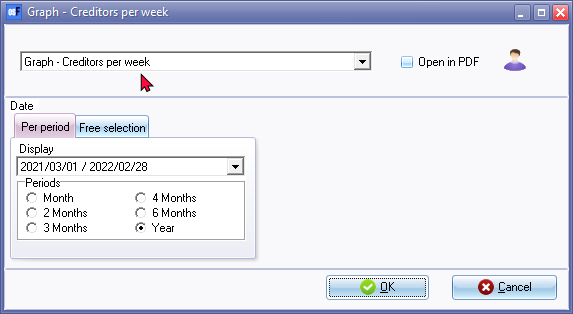 Graph - Creditors per week
Graph - Creditors per week
Open in PDF
Date
Per period
Free selection
Display
2021/03/01 / 2022/02/28
Periods
Month
4 Months
2 Months
6 Months
3 Months
Year
OK
Cancel